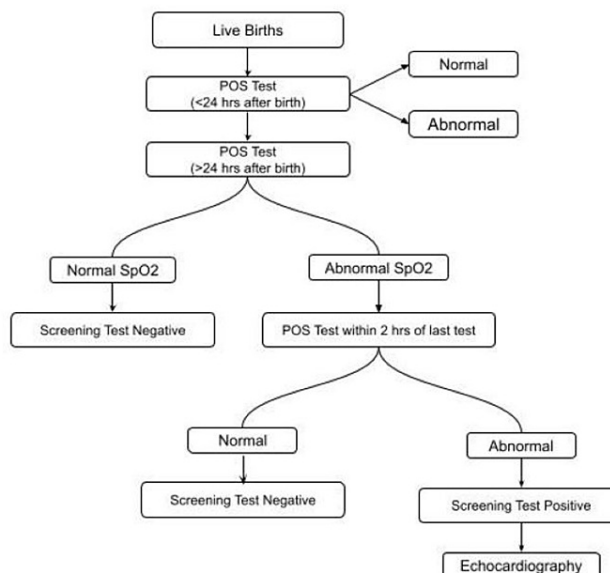 Live Births
POS Test
(<24 hrs after birth)
Normal
Abnormal
POS Test
(>24 hrs after birth)
Normal SpO2
Abnormal SpO2
Screening Test Negative
POS Test within 2 hrs of last test
Normal
Abnormal
Screening Test Negative
Screening Test Positive
Echocardiography